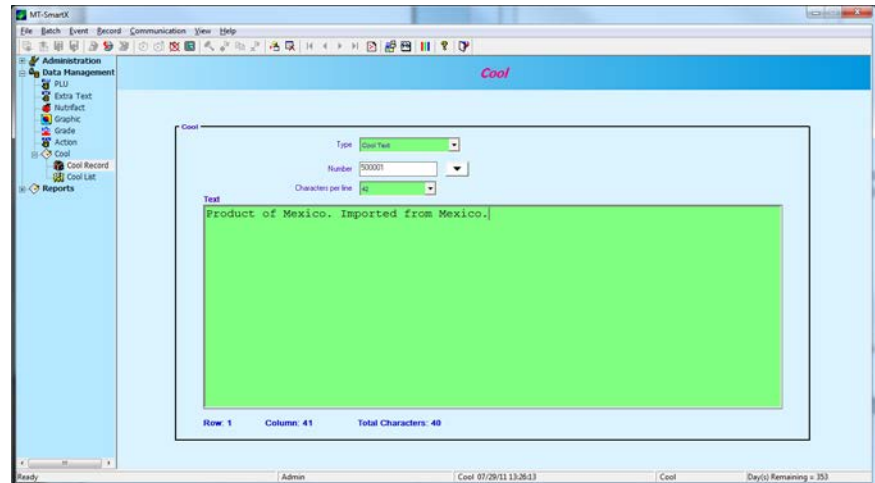 MT-SmartX
File Batch Event Record Communication View Help
Administration
Data Management
PLU
Extra Text
Nutrifact
Graphic
Grade
Action
Cool
Cool Record
Cool List
Reports
Cool
Cool
Type Cool Text
Number 500001
Characters per line 42
Text
Product of Mexico. Imported from Mexico.
Row: 1 Column: 41 Total Characters: 40
Ready Admin Cool 07/29/11 13:26:13 Cool Day(s) Remaining = 353